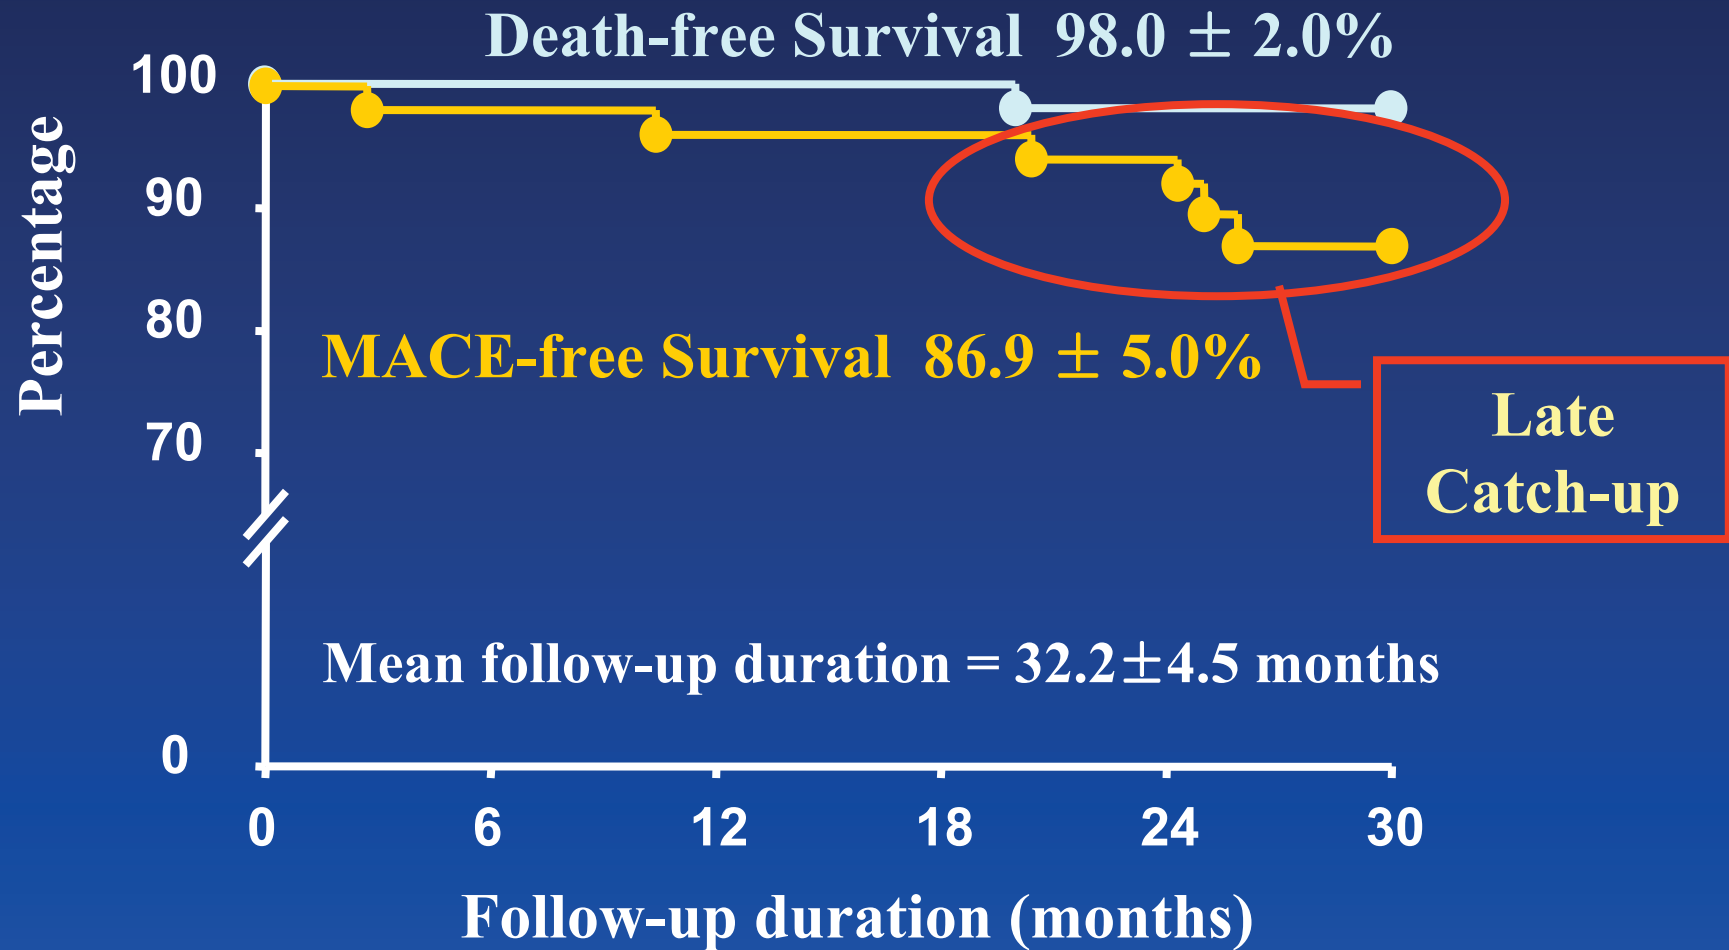 Death-free Survival 98.0 ± 2.0%
100
90
80
70
0
Percentage
MACE-free Survival 86.9 ± 5.0%
Late
Catch-up
Mean follow-up duration = 32.2±4.5 months
0 6 12 18 24 30
Follow-up duration (months)